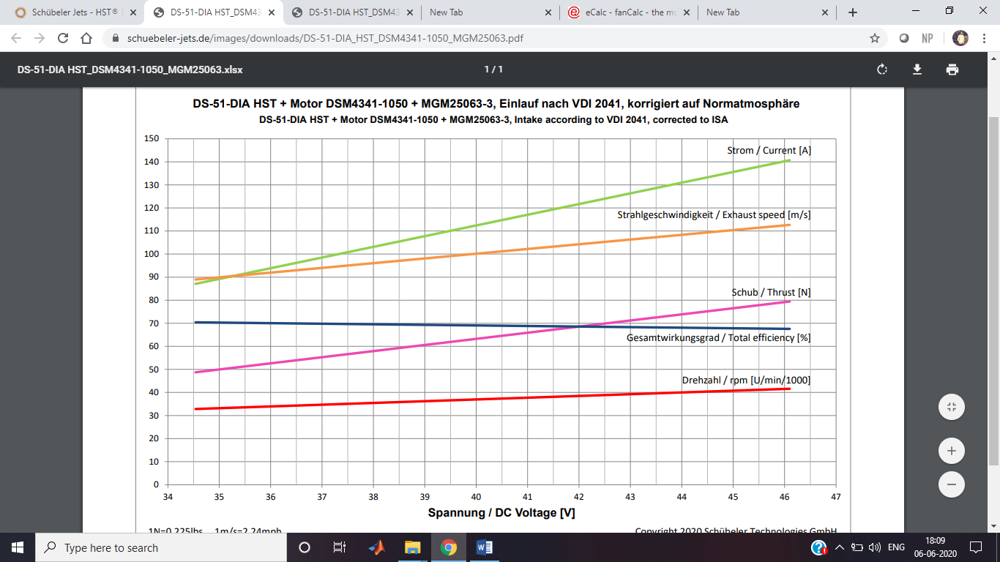 Schübeler Jets - HST®
DS-51-DIA HST_DSM43
DS-51-DIA HST_DSM43
New Tab
eCalc - fanCalc - the mo
New Tab
schuebeler-jets.de/images/downloads/DS-51-DIA_HST_DSM4341-1050_MGM25063.pdf
NP
DS-51-DIA HST_DSM4341-1050_MGM25063.xlsx
1 / 1
DS-51-DIA HST + Motor DSM4341-1050 + MGM25063-3, Einlauf nach VDI 2041, korrigiert auf Normatmosphäre
DS-51-DIA HST + Motor DSM4341-1050 + MGM25063-3, Intake according to VDI 2041, corrected to ISA
150
Strom / Current [A]
140
130
120
Strahlgeschwindigkeit / Exhaust speed [m/s]
110
100
90
80
Schub / Thrust [N]
70
Gesamtwirkungsgrad / Total efficiency [%]
60
50
Drehzahl / rpm [U/min/1000]
40
30
20
10
0
34 35 36 37 38 39 40 41 42 43 44 45 46 47
Spannung / DC Voltage [V]
1N=0.225lbs 1m/s=2.24mph
Copyright 2020 Schübeler Technologies GmbH
Type here to search
ENG
18:09
06-06-2020